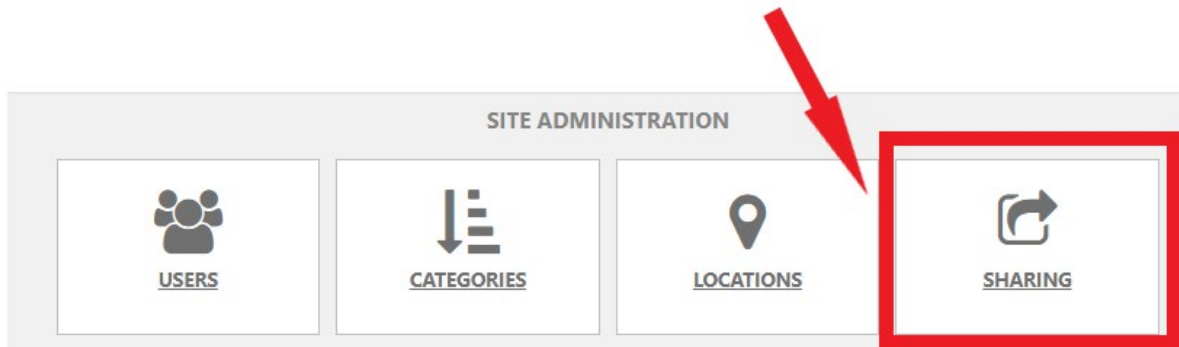 SITE ADMINISTRATION
USERS CATEGORIES LOCATIONS SHARING